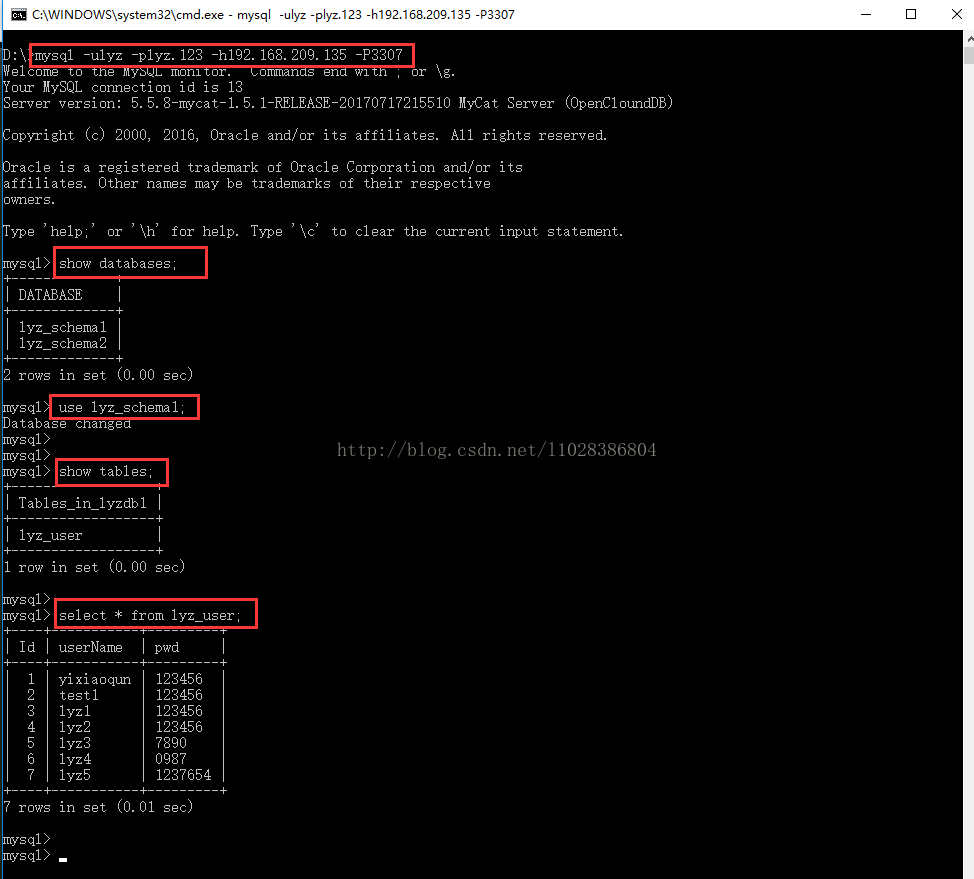 C:\WINDOWS\system32\cmd.exe - mysql -ulyz -plyz.123 -h192.168.209.135 -P3307
D:\>mysql -ulyz -plyz.123 -h192.168.209.135 -P3307
Welcome to the MySQL monitor.  Commands end with ; or \g.
Your MySQL connection id is 13
Server version: 5.5.8-mycat-1.5.1-RELEASE-20170717215510 MyCat Server (OpenCloundDB)
Copyright (c) 2000, 2016, Oracle and/or its affiliates. All rights reserved.
Oracle is a registered trademark of Oracle Corporation and/or its
affiliates. Other names may be trademarks of their respective
owners.
Type 'help;' or '\h' for help. Type '\c' to clear the current input statement.
mysql> show databases;
+-------------+
| DATABASE    |
+-------------+
| lyz_schema1 |
| lyz_schema2 |
+-------------+
2 rows in set (0.00 sec)
mysql> use lyz_schema1;
Database changed
mysql>
mysql>
mysql> show tables;
+------------------+
| Tables_in_lyzdb1 |
+------------------+
| lyz_user         |
+------------------+
1 row in set (0.00 sec)
mysql>
mysql> select * from lyz_user;
+----+-----------+---------+
| Id | userName  | pwd     |
+----+-----------+---------+
|  1 | yixiaoqun | 123456  |
|  2 | test1     | 123456  |
|  3 | lyz1      | 123456  |
|  4 | lyz2      | 123456  |
|  5 | lyz3      | 7890    |
|  6 | lyz4      | 0987    |
|  7 | lyz5      | 1237654 |
+----+-----------+---------+
7 rows in set (0.01 sec)
mysql>
mysql>
http://blog.csdn.net/l1028386804